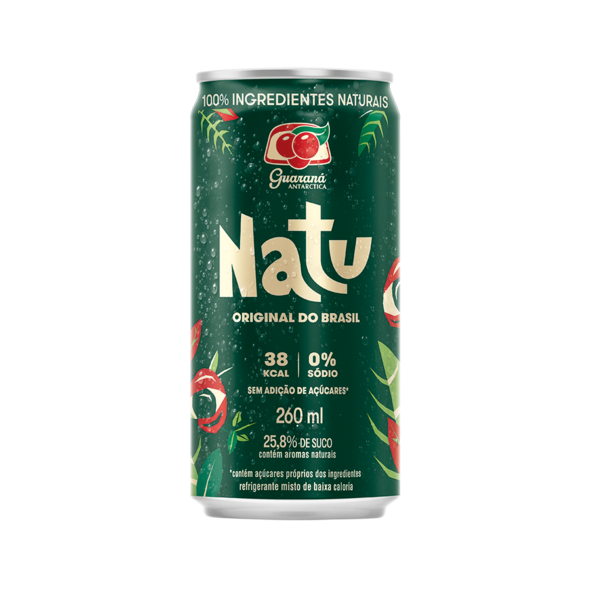 100% INGREDIENTES NATURAIS
Guaraná
ANTARCTICA
Natu
ORIGINAL DO BRASIL
38 KCAL | 0% SÓDIO
SEM ADIÇÃO DE AÇÚCARES*
260 ml
25,8% DE SUCO
contém aromas naturais
*contém açúcares próprios dos ingredientes
refrigerante misto de baixa caloria